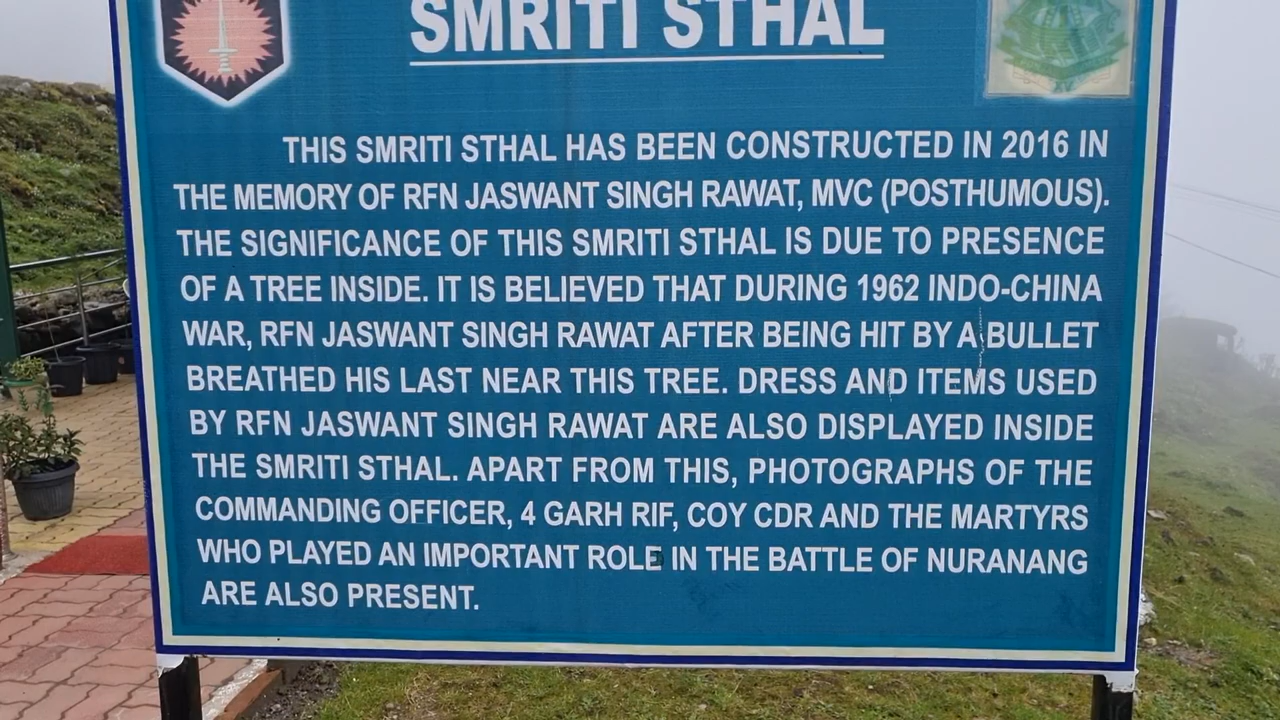 SMRITI STHAL
THIS SMRITI STHAL HAS BEEN CONSTRUCTED IN 2016 IN
THE MEMORY OF RFN JASWANT SINGH RAWAT, MVC (POSTHUMOUS).
THE SIGNIFICANCE OF THIS SMRITI STHAL IS DUE TO PRESENCE
OF A TREE INSIDE. IT IS BELIEVED THAT DURING 1962 INDO-CHINA
WAR, RFN JASWANT SINGH RAWAT AFTER BEING HIT BY A BULLET
BREATHED HIS LAST NEAR THIS TREE. DRESS AND ITEMS USED
BY RFN JASWANT SINGH RAWAT ARE ALSO DISPLAYED INSIDE
THE SMRITI STHAL. APART FROM THIS, PHOTOGRAPHS OF THE
COMMANDING OFFICER, 4 GARH RIF, COY CDR AND THE MARTYRS
WHO PLAYED AN IMPORTANT ROLE IN THE BATTLE OF NURANANG
ARE ALSO PRESENT.